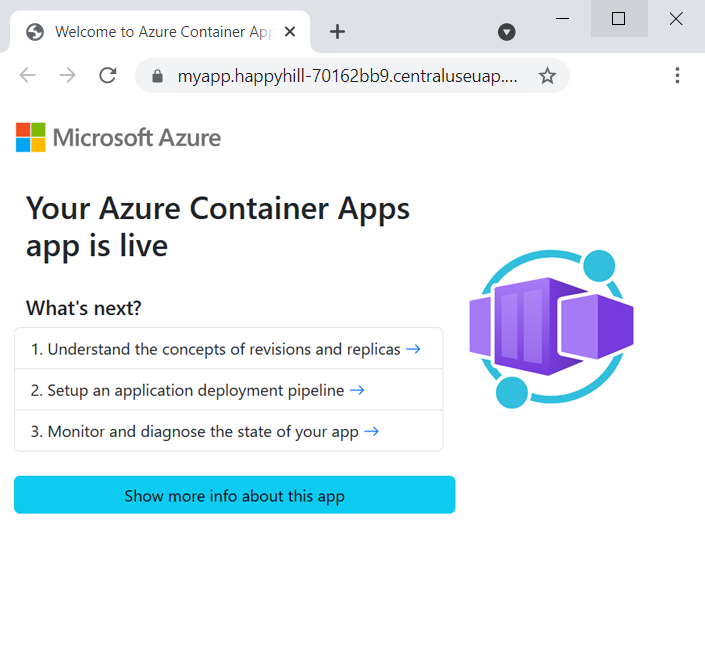 Welcome to Azure Container App
myapp.happyhill-70162bb9.centraluseuap....
Microsoft Azure
Your Azure Container Apps
app is live
What's next?
1. Understand the concepts of revisions and replicas →
2. Setup an application deployment pipeline →
3. Monitor and diagnose the state of your app →
Show more info about this app